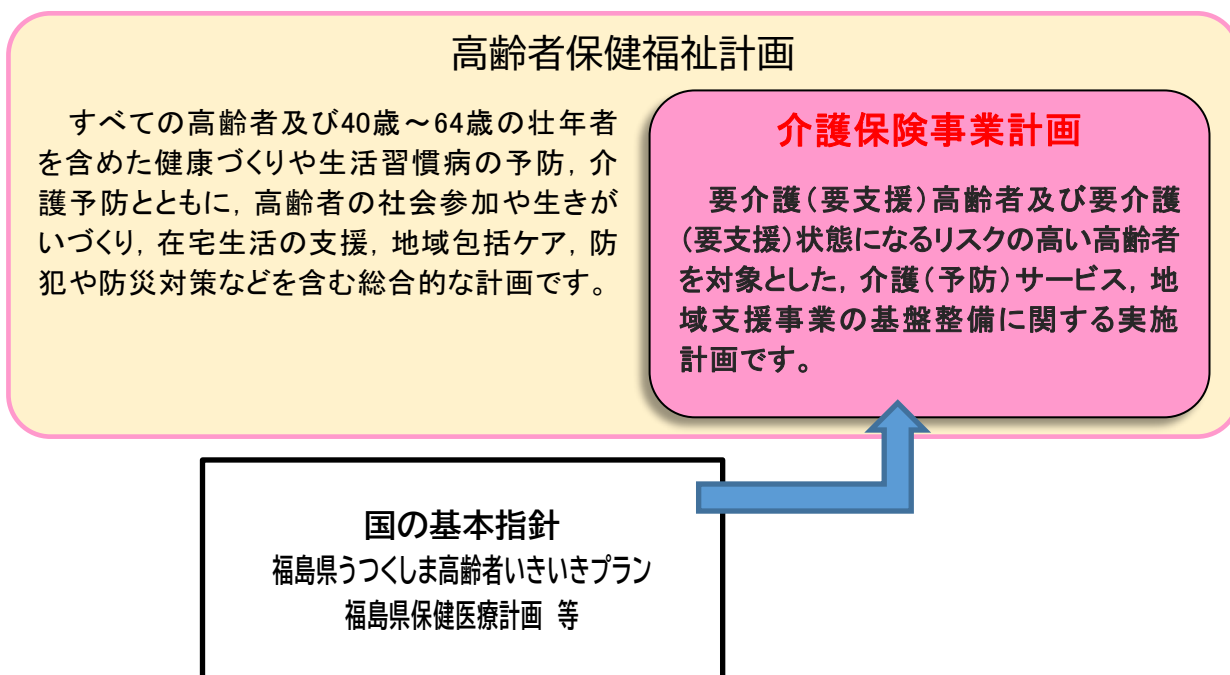 高齢者保健福祉計画
すべての高齢者及び40歳～64歳の壮年者
を含めた健康づくりや生活習慣病の予防，介
護予防とともに，高齢者の社会参加や生きが
いづくり，在宅生活の支援，地域包括ケア，防
犯や防災対策などを含む総合的な計画です。
介護保険事業計画
要介護（要支援）高齢者及び要介護
（要支援）状態になるリスクの高い高齢者
を対象とした，介護（予防）サービス，地
域支援事業の基盤整備に関する実施
計画です。
国の基本指針
福島県うつくしま高齢者いきいきプラン
福島県保健医療計画 等